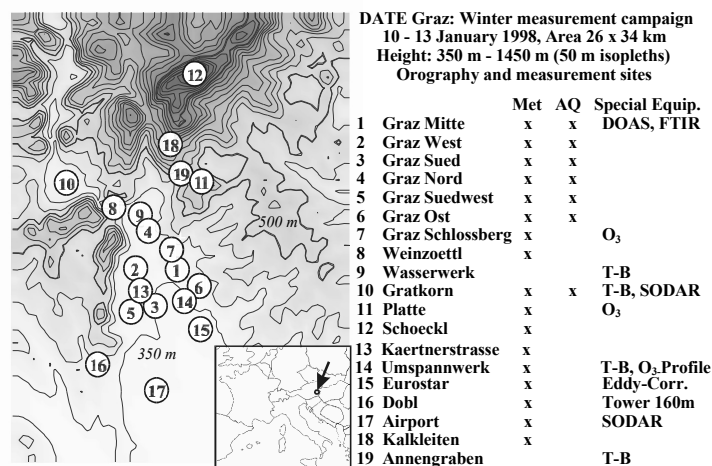 DATE Graz: Winter measurement campaign
10 - 13 January 1998, Area 26 x 34 km
Height: 350 m - 1450 m (50 m isopleths)
Orography and measurement sites
Met AQ Special Equip.
1 Graz Mitte x x DOAS, FTIR
2 Graz West x x
3 Graz Sued x x
4 Graz Nord x x
5 Graz Suedwest x x
6 Graz Ost x x
7 Graz Schlossberg x O₃
8 Weinzoettl x
9 Wasserwerk T-B
10 Gratkorn x x T-B, SODAR
11 Platte x O₃
12 Schoeckl x
13 Kaertnerstrasse x
14 Umspannwerk x T-B, O₃.Profile
15 Eurostar x Eddy-Corr.
16 Dobl x Tower 160m
17 Airport x SODAR
18 Kalkleiten x
19 Annengraben T-B
12
18
19
11
10
8
9
4
500 m
7
2
1
13
6
14
5
3
15
350 m
16
17